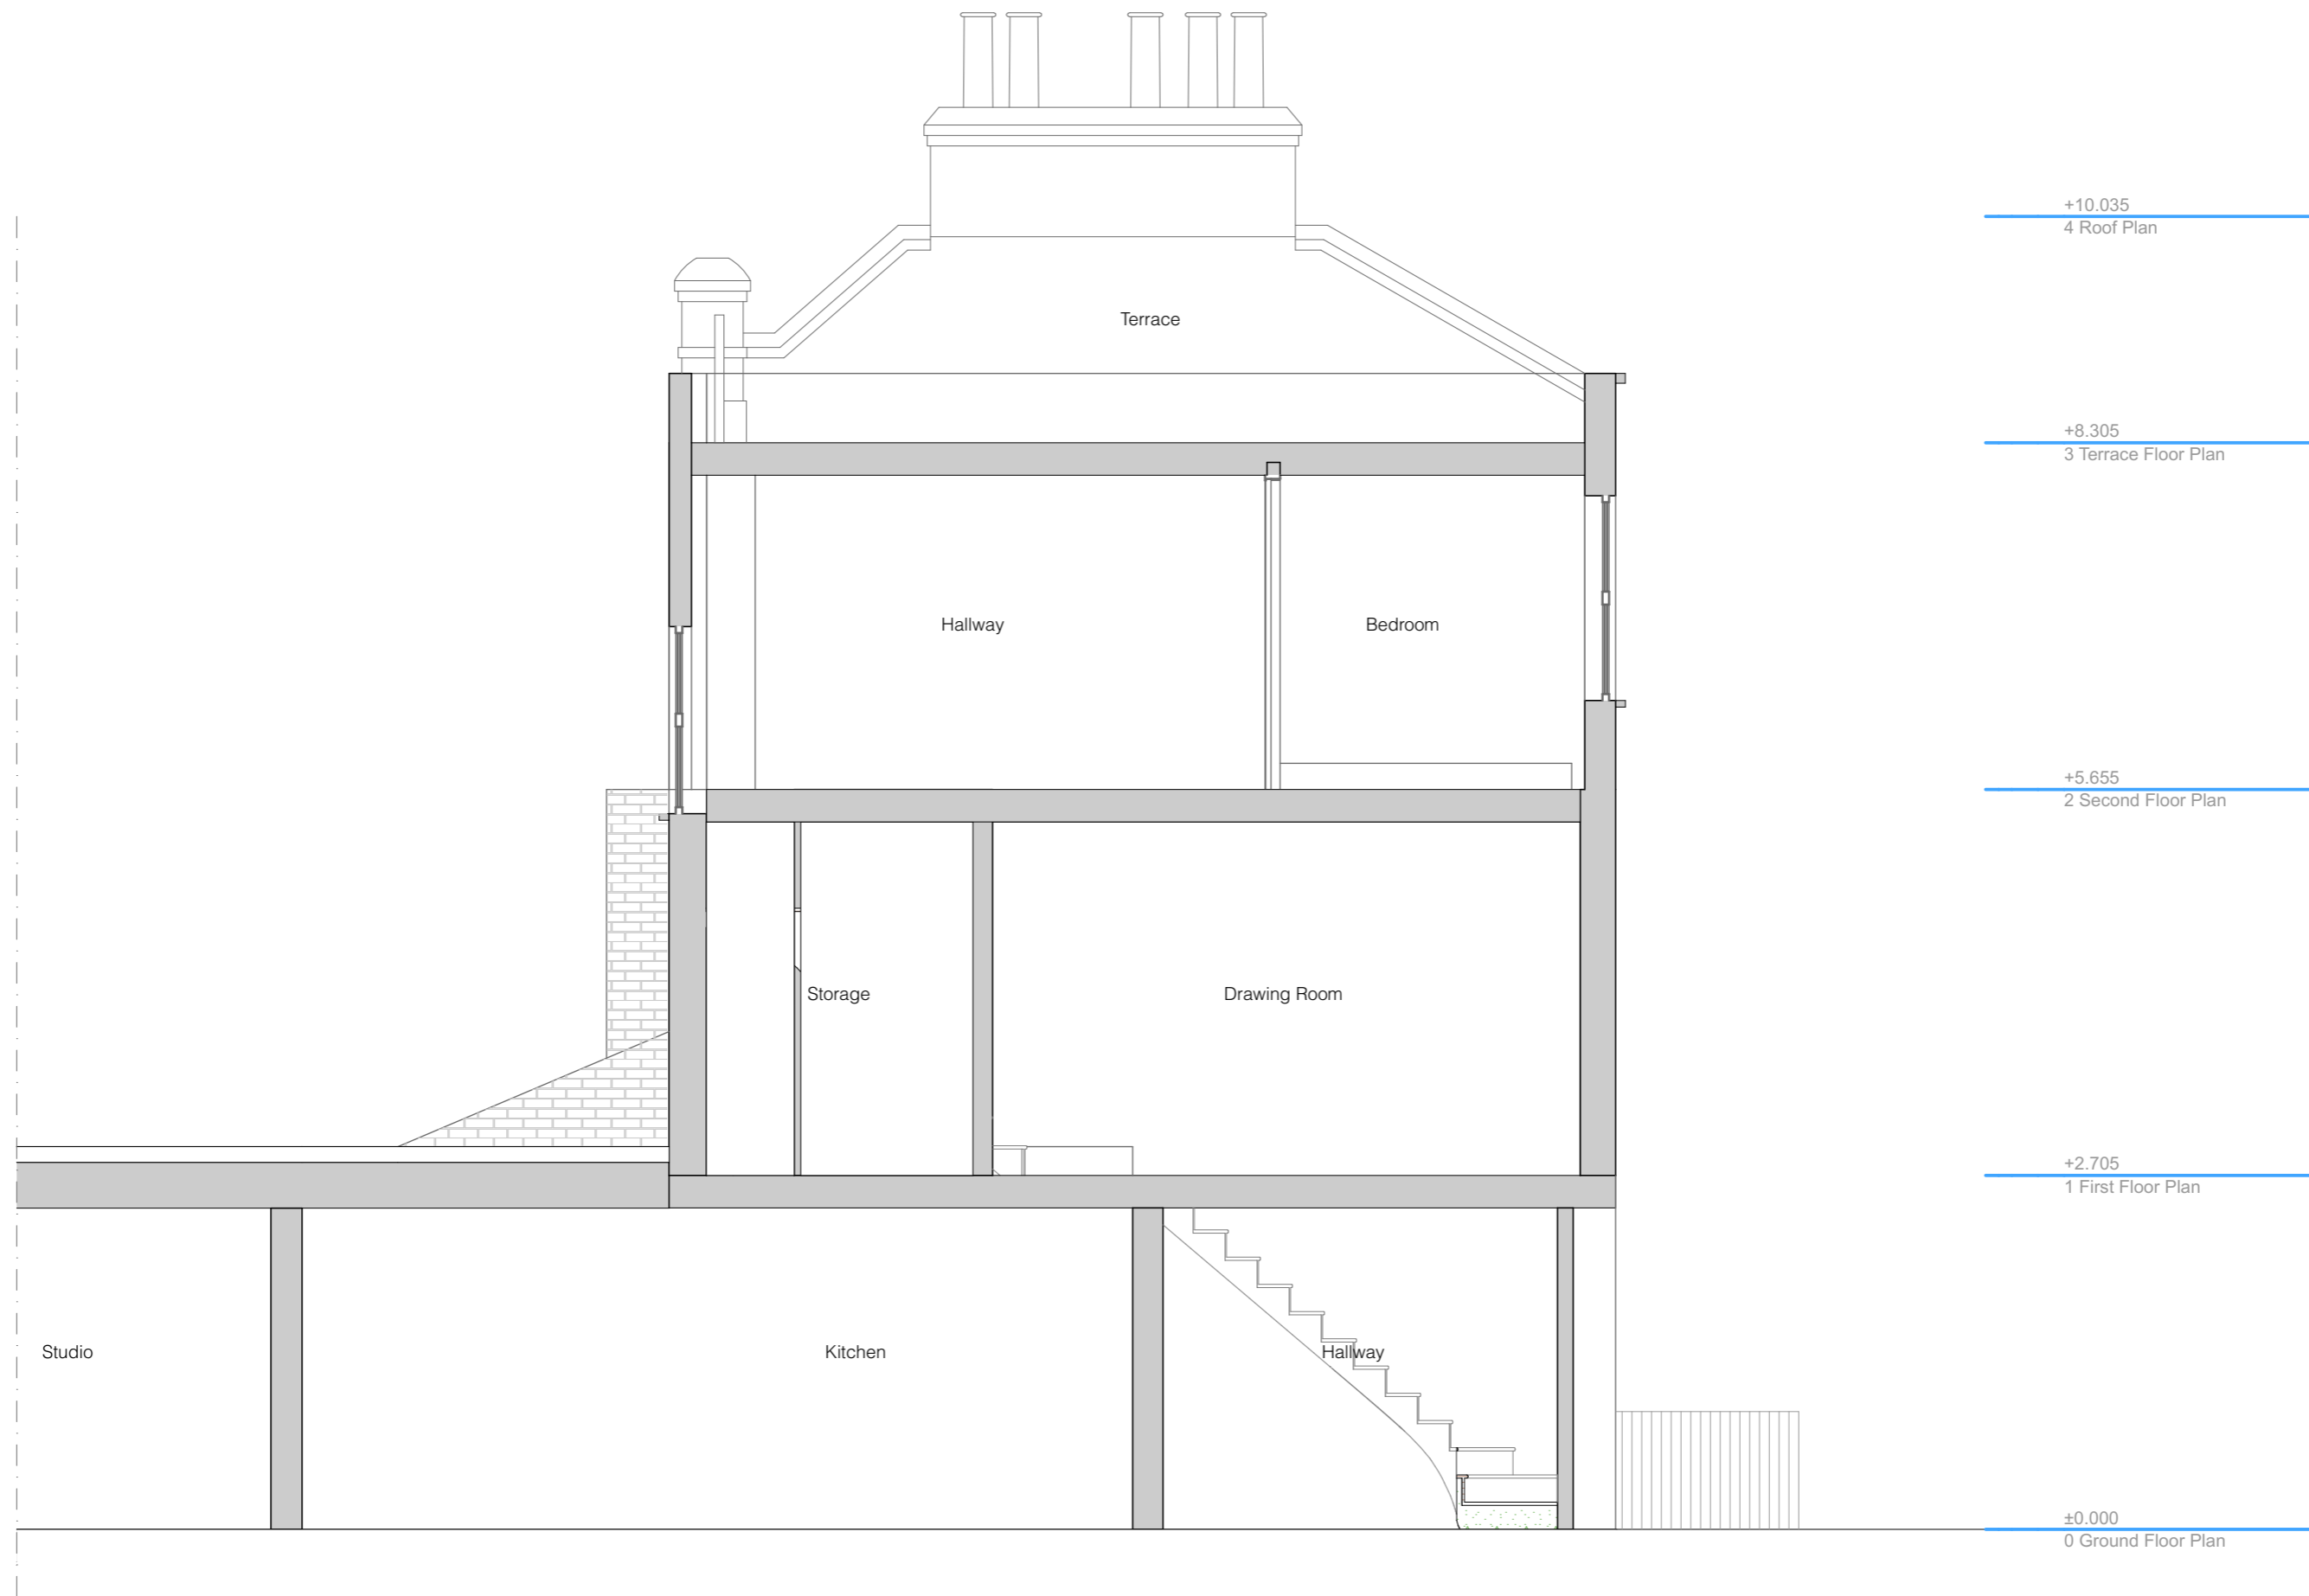 +10.035
4 Roof Plan
Terrace
+8.305
3 Terrace Floor Plan
Hallway
Bedroom
+5.655
2 Second Floor Plan
Storage
Drawing Room
+2.705
1 First Floor Plan
Studio
Kitchen
Hallway
±0.000
0 Ground Floor Plan